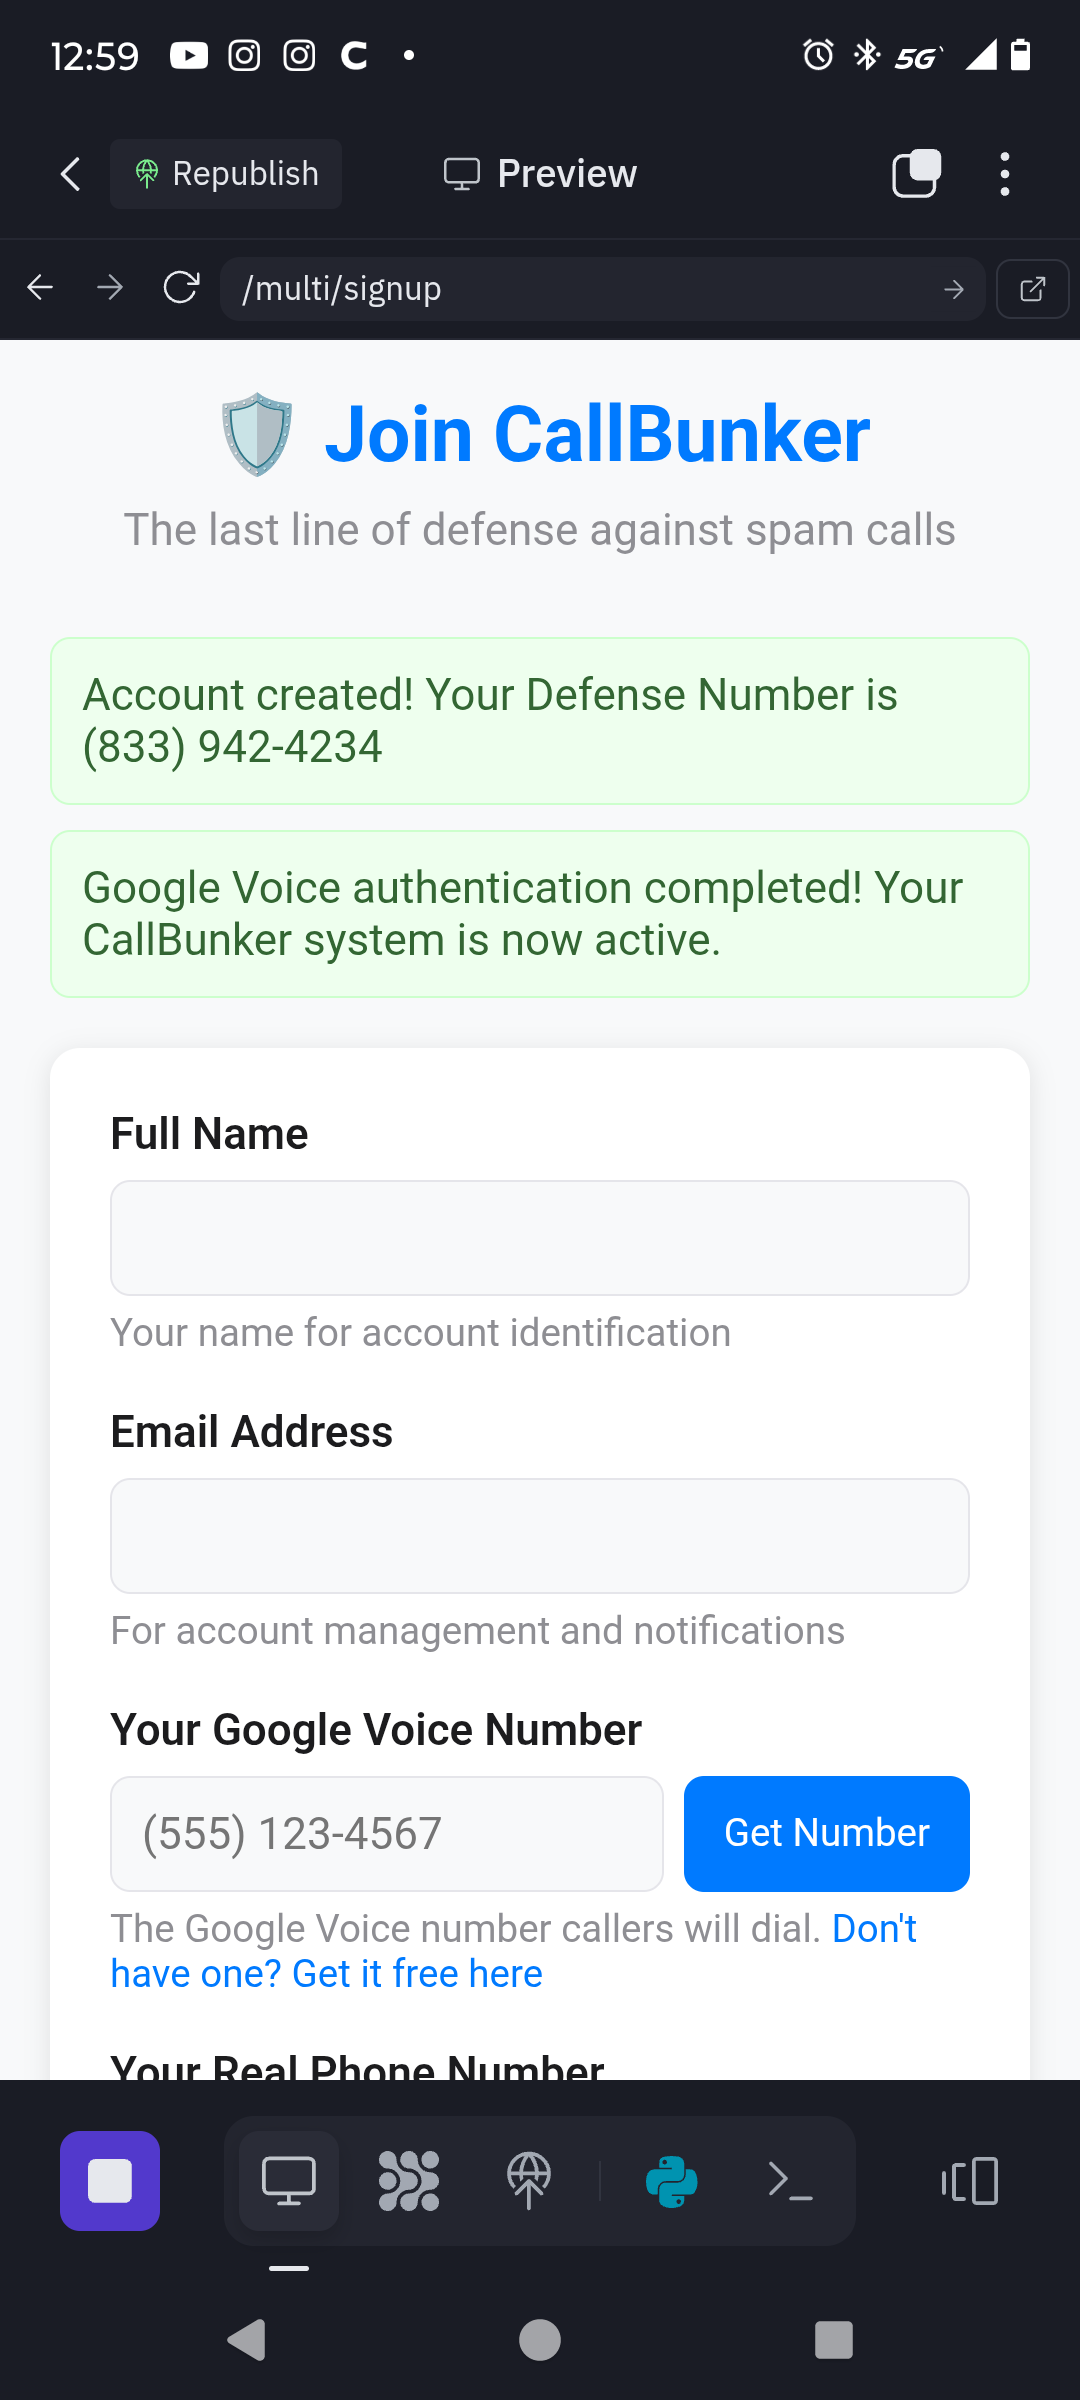 12:59
5G
Republish
Preview
/multi/signup
Join CallBunker
The last line of defense against spam calls
Account created! Your Defense Number is
(833) 942-4234
Google Voice authentication completed! Your
CallBunker system is now active.
Full Name
Your name for account identification
Email Address
For account management and notifications
Your Google Voice Number
(555) 123-4567
Get Number
The Google Voice number callers will dial. Don't
have one? Get it free here
Your Real Phone Number